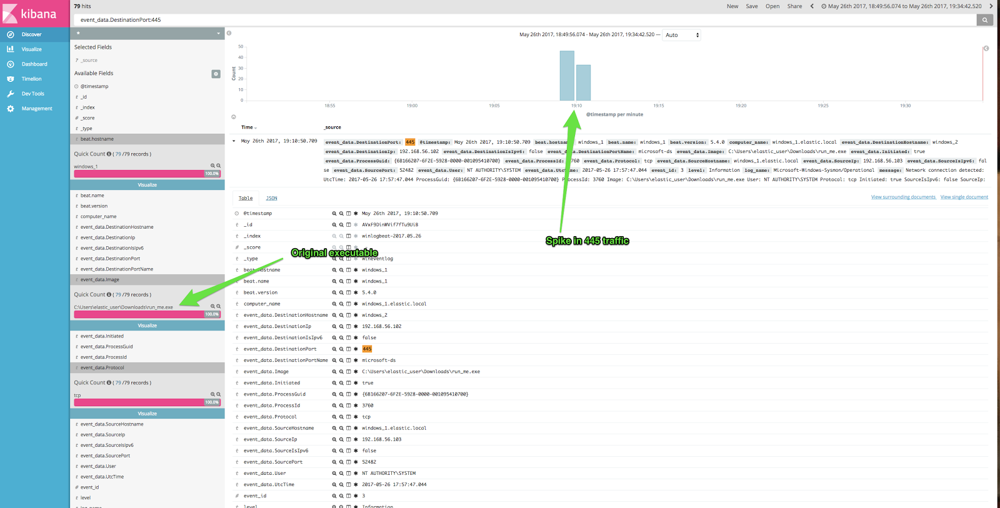 kibana
Discover
Visualize
Dashboard
Timelion
Dev Tools
Management
79 hits
New Save Open Share May 26th 2017, 18:49:56.074 to May 26th 2017, 19:34:42.520
event_data.DestinationPort:445
*
Selected Fields
? _source
Available Fields
@timestamp
t _id
t _index
# _score
t _type
t beat.hostname
Quick Count ( 79 /79 records )
windows_1
100.0%
Visualize
t beat.name
t beat.version
t computer_name
t event_data.DestinationHostname
t event_data.DestinationIp
t event_data.DestinationIsIpv6
t event_data.DestinationPort
t event_data.DestinationPortName
t event_data.Image
Quick Count ( 79 /79 records )
C:\Users\elastic_user\Downloads\run_me.exe
100.0%
Visualize
t event_data.Initiated
t event_data.ProcessGuid
t event_data.ProcessId
t event_data.Protocol
Quick Count ( 79 /79 records )
tcp
100.0%
Visualize
t event_data.SourceHostname
t event_data.SourceIp
t event_data.SourceIsIpv6
t event_data.SourcePort
t event_data.User
t event_data.UtcTime
# event_id
t level
t log_name
May 26th 2017, 18:49:56.074 - May 26th 2017, 19:34:42.520 — Auto
Count
50
40
30
20
10
0
18:55 19:00 19:05 19:10 19:15 19:20 19:25 19:30
@timestamp per minute
Time _source
May 26th 2017, 19:10:50.709 event_data.DestinationPort: 445 @timestamp: May 26th 2017, 19:10:50.709 beat.hostname: windows_1 beat.name: windows_1 beat.version: 5.4.0 computer_name: windows_1.elastic.local event_data.DestinationHostname: windows_2
event_data.DestinationIp: 192.168.56.102 event_data.DestinationIsIpv6: false event_data.DestinationPortName: microsoft-ds event_data.Image: C:\Users\elastic_user\Downloads\run_me.exe event_data.Initiated: true
event_data.ProcessGuid: {6B166207-6F2E-5928-0000-001095410700} event_data.ProcessId: 3760 event_data.Protocol: tcp event_data.SourceHostname: windows_1.elastic.local event_data.SourceIp: 192.168.56.103 event_data.SourceIsIpv6: fal
se event_data.SourcePort: 52482 event_data.User: NT AUTHORITY\SYSTEM event_data.UtcTime: 2017-05-26 17:57:47.044 event_id: 3 level: Information log_name: Microsoft-Windows-Sysmon/Operational message: Network connection detected:
UtcTime: 2017-05-26 17:57:47.044 ProcessGuid: {6B166207-6F2E-5928-0000-001095410700} ProcessId: 3760 Image: C:\Users\elastic_user\Downloads\run_me.exe User: NT AUTHORITY\SYSTEM Protocol: tcp Initiated: true SourceIsIpv6: false SourceIp:
Table JSON View surrounding documents View single document
@timestamp May 26th 2017, 19:10:50.709
t _id AVxF9DinWVif7fTu9Ui8
t _index winlogbeat-2017.05.26
# _score -
t _type wineventlog
t beat.hostname windows_1
t beat.name windows_1
t beat.version 5.4.0
t computer_name windows_1.elastic.local
t event_data.DestinationHostname windows_2
t event_data.DestinationIp 192.168.56.102
t event_data.DestinationIsIpv6 false
t event_data.DestinationPort 445
t event_data.DestinationPortName microsoft-ds
t event_data.Image C:\Users\elastic_user\Downloads\run_me.exe
t event_data.Initiated true
t event_data.ProcessGuid {6B166207-6F2E-5928-0000-001095410700}
t event_data.ProcessId 3760
t event_data.Protocol tcp
t event_data.SourceHostname windows_1.elastic.local
t event_data.SourceIp 192.168.56.103
t event_data.SourceIsIpv6 false
t event_data.SourcePort 52482
t event_data.User NT AUTHORITY\SYSTEM
t event_data.UtcTime 2017-05-26 17:57:47.044
# event_id 3
t level Information
Original executable
Spike in 445 traffic